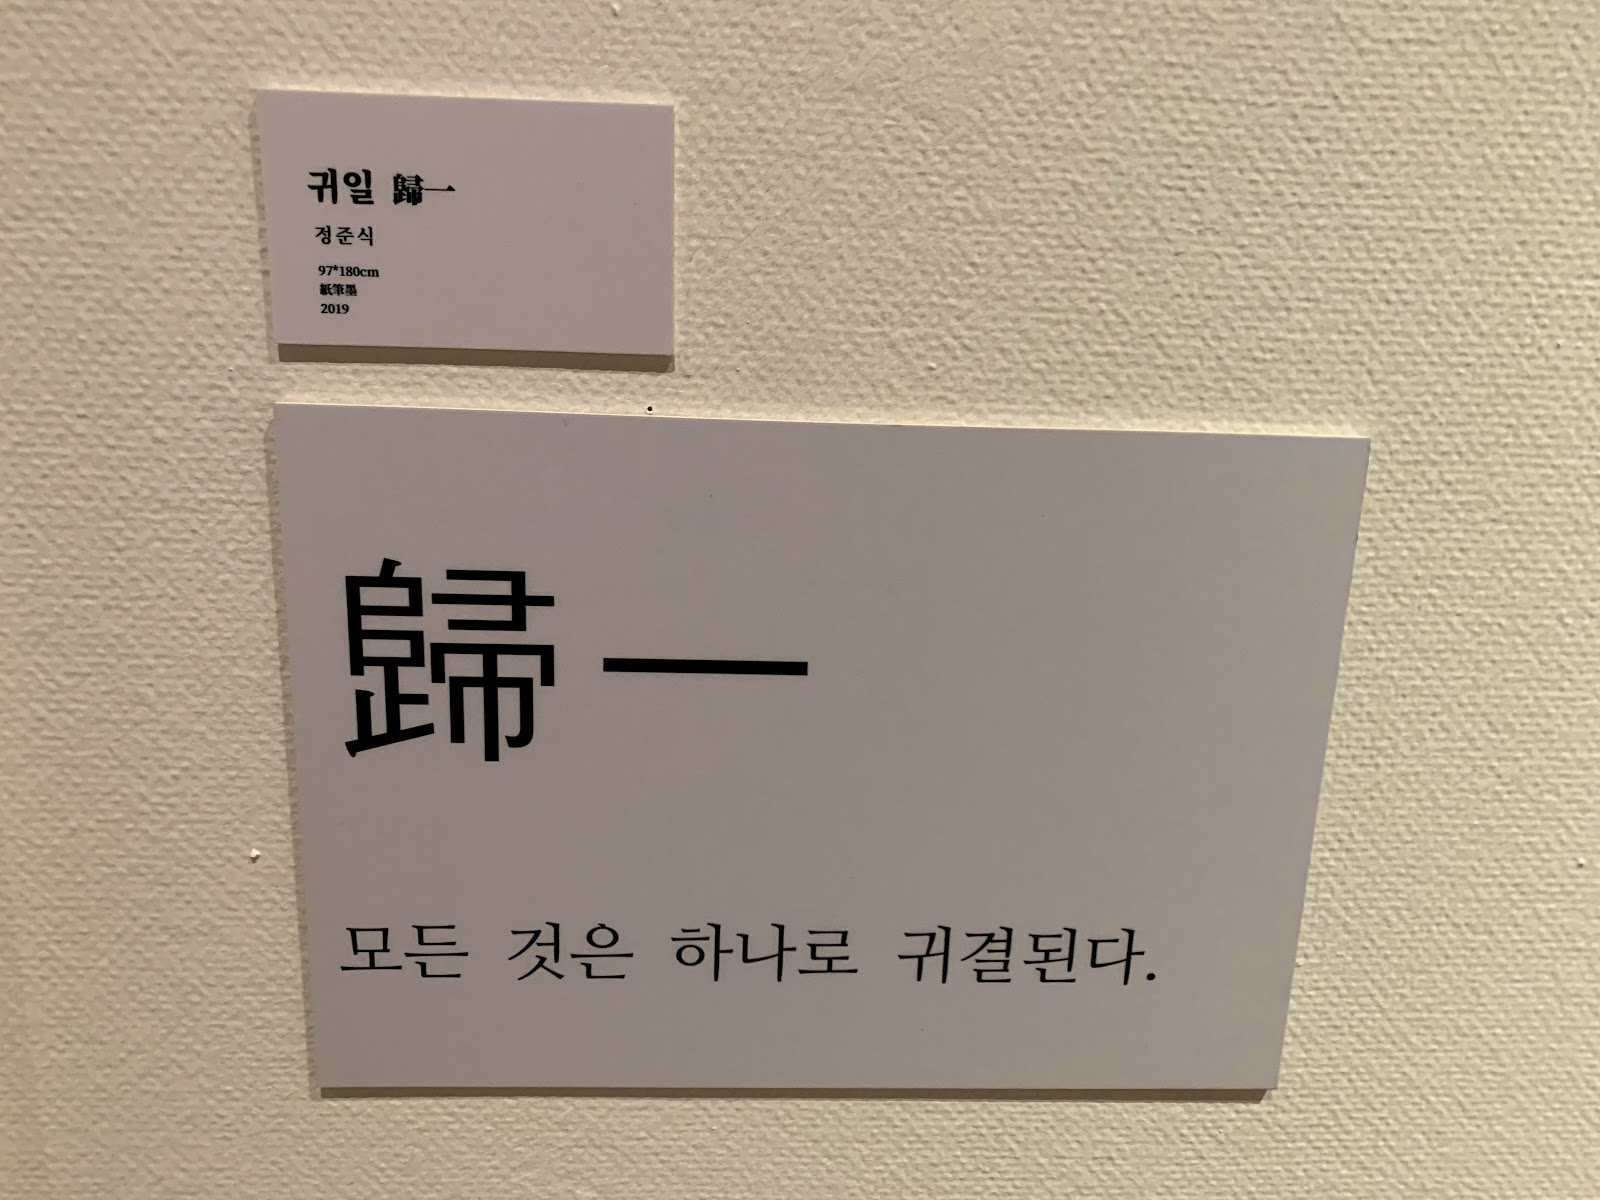 귀일 歸一
정준식
97*180cm
紙筆墨
2019
歸一
모든 것은 하나로 귀결된다.